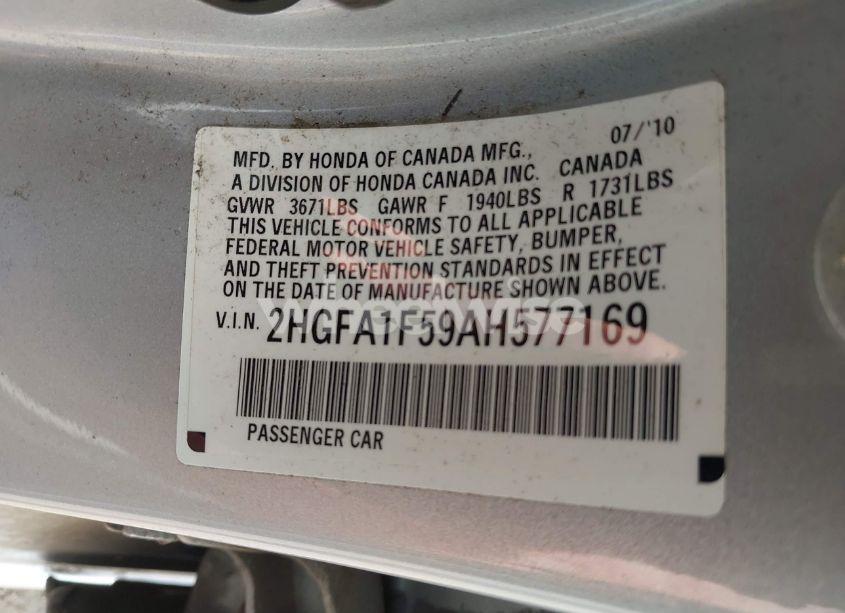 07/'10
MFD. BY HONDA OF CANADA MFG.,
A DIVISION OF HONDA CANADA INC. CANADA
GVWR 3671LBS GAWR F 1940LBS R 1731LBS
THIS VEHICLE CONFORMS TO ALL APPLICABLE
FEDERAL MOTOR VEHICLE SAFETY, BUMPER,
AND THEFT PREVENTION STANDARDS IN EFFECT
ON THE DATE OF MANUFACTURE SHOWN ABOVE.
V.I.N. 2HGFA1F59AH577169
PASSENGER CAR